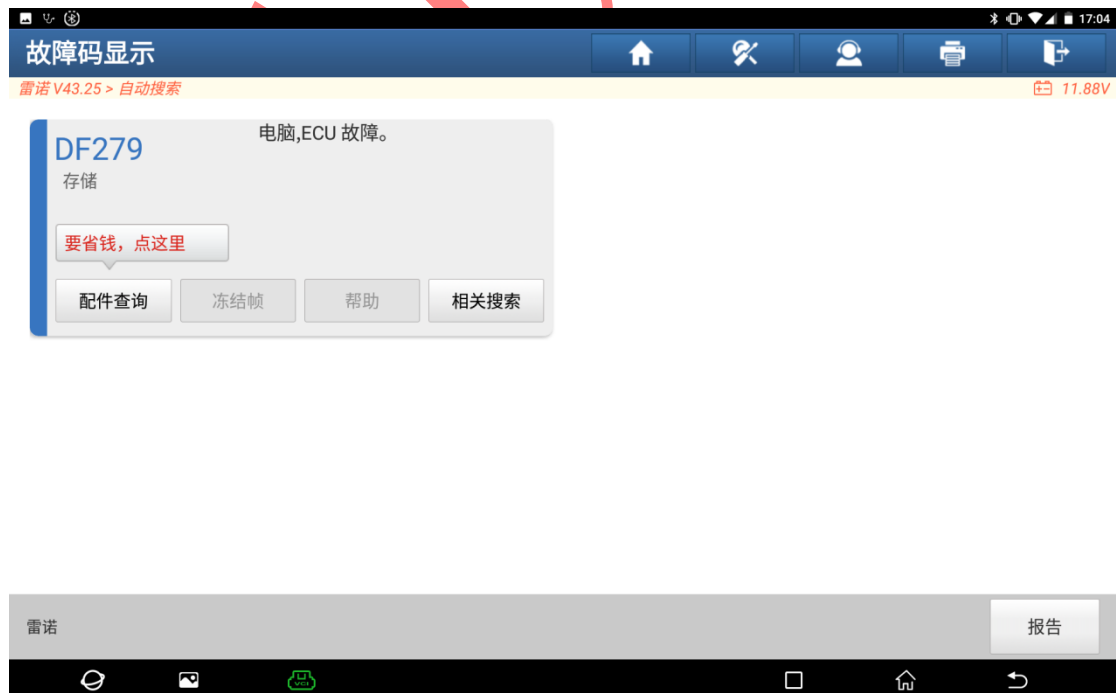 17:04
故障码显示
雷诺 V43.25 > 自动搜索
11.88V
DF279
电脑,ECU 故障。
存储
要省钱，点这里
配件查询
冻结帧
帮助
相关搜索
雷诺
报告
VCI